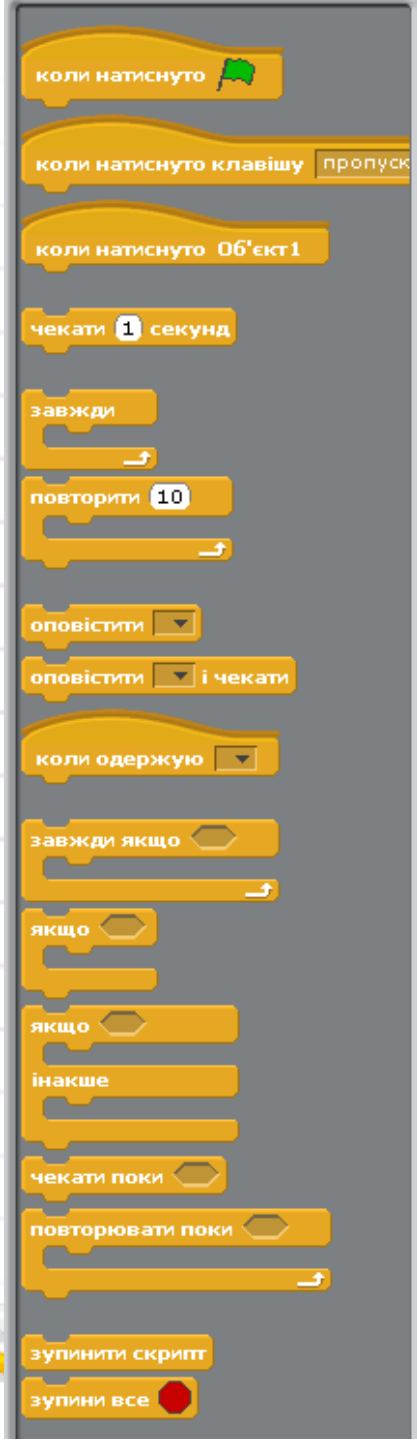 коли натиснуто
коли натиснуто клавішу пропуск
коли натиснуто Об'єкт1
чекати 1 секунд
завжди
повторити 10
оповістити
оповістити і чекати
коли одержую
завжди якщо
якщо
якщо
інакше
чекати поки
повторювати поки
зупинити скрипт
зупини все